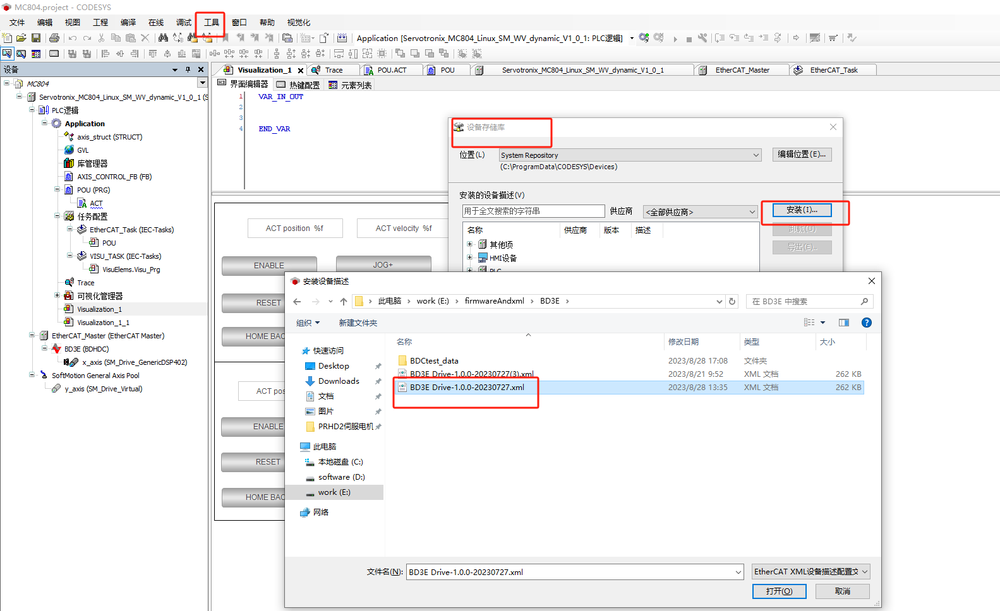 MC804.project - CODESYS
文件 编辑 视图 工程 编译 在线 调试 工具 窗口 帮助 视觉化
Application [Servotronix_MC804_Linux_SM_WV_dynamic_V1_0_1: PLC逻辑]
设备
Visualization_1 Trace POU.ACT POU Servotronix_MC804_Linux_SM_WV_dynamic_V1_0_1 EtherCAT_Master EtherCAT_Task
MC804
Servotronix_MC804_Linux_SM_WV_dynamic_V1_0_1 (S
PLC逻辑
Application
axis_struct (STRUCT)
GVL
库管理器
AXIS_CONTROL_FB (FB)
POU (PRG)
ACT
任务配置
EtherCAT_Task (IEC-Tasks)
POU
VISU_TASK (IEC-Tasks)
VisuElems.Visu_Prg
Trace
可视化管理器
Visualization_1
Visualization_1_1
EtherCAT_Master (EtherCAT Master)
BD3E (BDHDC)
x_axis (SM_Drive_GenericDSP402)
SoftMotion General Axis Pool
y_axis (SM_Drive_Virtual)
界面编辑器 热键配置 元素列表
1 VAR_IN_OUT
2
3
4 END_VAR
ACT position %f ACT velocity %f
ENABLE JOG+
RESET
HOME BAC
ACT pos
ENABLE
RESET
HOME BAC
设备存储库
位置(L) System Repository 编辑位置(E)...
(C:\ProgramData\CODESYS\Devices)
安装的设备描述(V)
用于全文搜索的字符串 供应商 <全部供应商> 安装(I)...
名称 供应商 版本 描述 卸载(U)
其他项 导出(E)...
HMI设备
PLC
安装设备描述
此电脑 work (E:) firmwareAndxml BD3E 在 BD3E 中搜索
组织 新建文件夹
快速访问
Desktop
Downloads
文档
图片
PRHD2伺服电机
此电脑
本地磁盘 (C:)
software (D:)
work (E:)
网络
名称 修改日期 类型 大小
BDCtest_data 2023/8/28 17:08 文件夹
BD3E Drive-1.0.0-20230727(3).xml 2023/8/21 9:52 XML 文档 262 KB
BD3E Drive-1.0.0-20230727.xml 2023/8/28 13:35 XML 文档 262 KB
文件名(N): BD3E Drive-1.0.0-20230727.xml EtherCAT XML设备描述配置文
打开(O) 取消